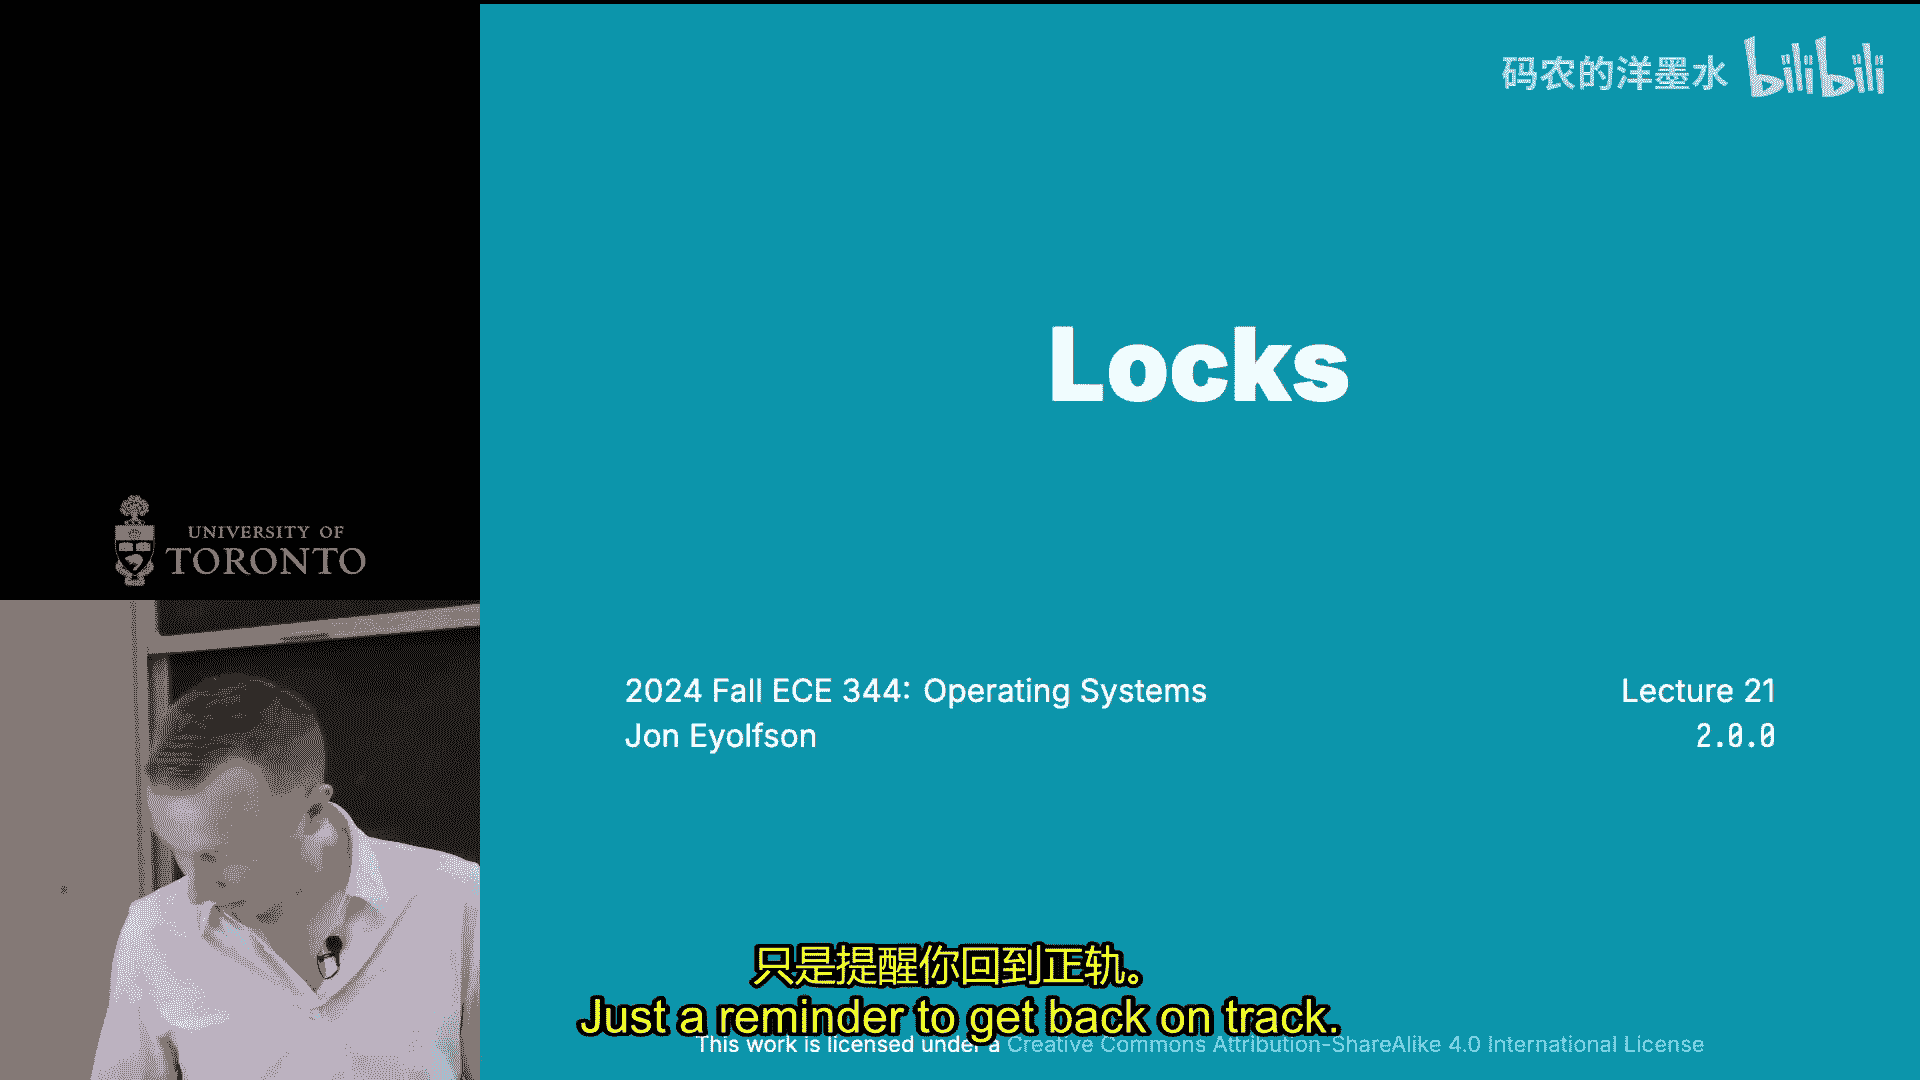 码农的洋墨水 bilibili
Locks
UNIVERSITY OF
TORONTO
2024 Fall ECE 344: Operating Systems
Lecture 21
Jon Eyolfson
2.0.0
只是提醒你回到正轨。
Just a reminder to get back on track.
This work is licensed under a Creative Commons Attribution-ShareAlike 4.0 International License